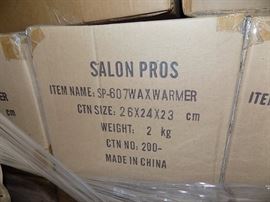 SALON PROS
ITEM NAME: SP-607WAXWARMER
CTN SIZE: 26X24X23 cm
WEIGHT: 2 kg
CTN NO: 200-
MADE IN CHINA
ITE